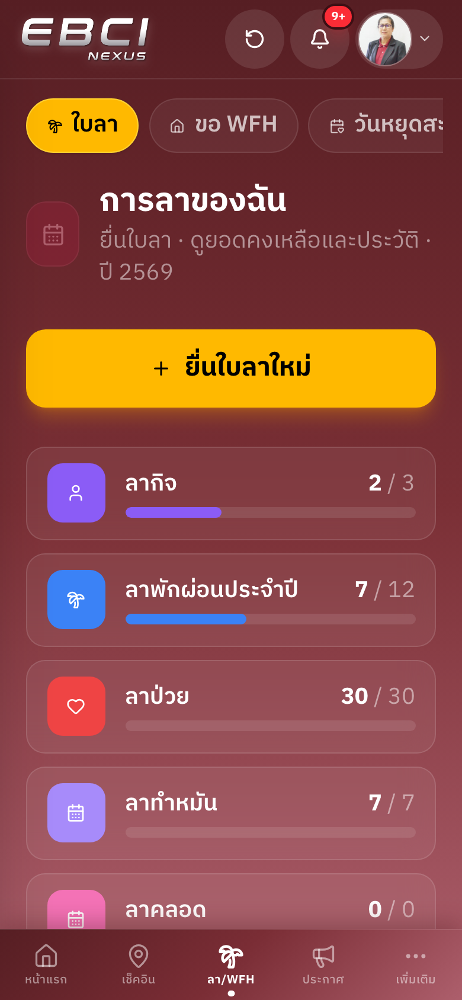 EBCI
NEXUS
9+
ใบลา
ขอ WFH
วันหยุดสะ
การลาของฉัน
ยื่นใบลา · ดูยอดคงเหลือและประวัติ ·
ปี 2569
+ ยื่นใบลาใหม่
ลากิจ 2 / 3
ลาพักผ่อนประจำปี 7 / 12
ลาป่วย 30 / 30
ลาทำหมัน 7 / 7
ลาคลอด 0 / 0
หน้าแรก
เช็คอิน
ลา/WFH
ประกาศ
เพิ่มเติม